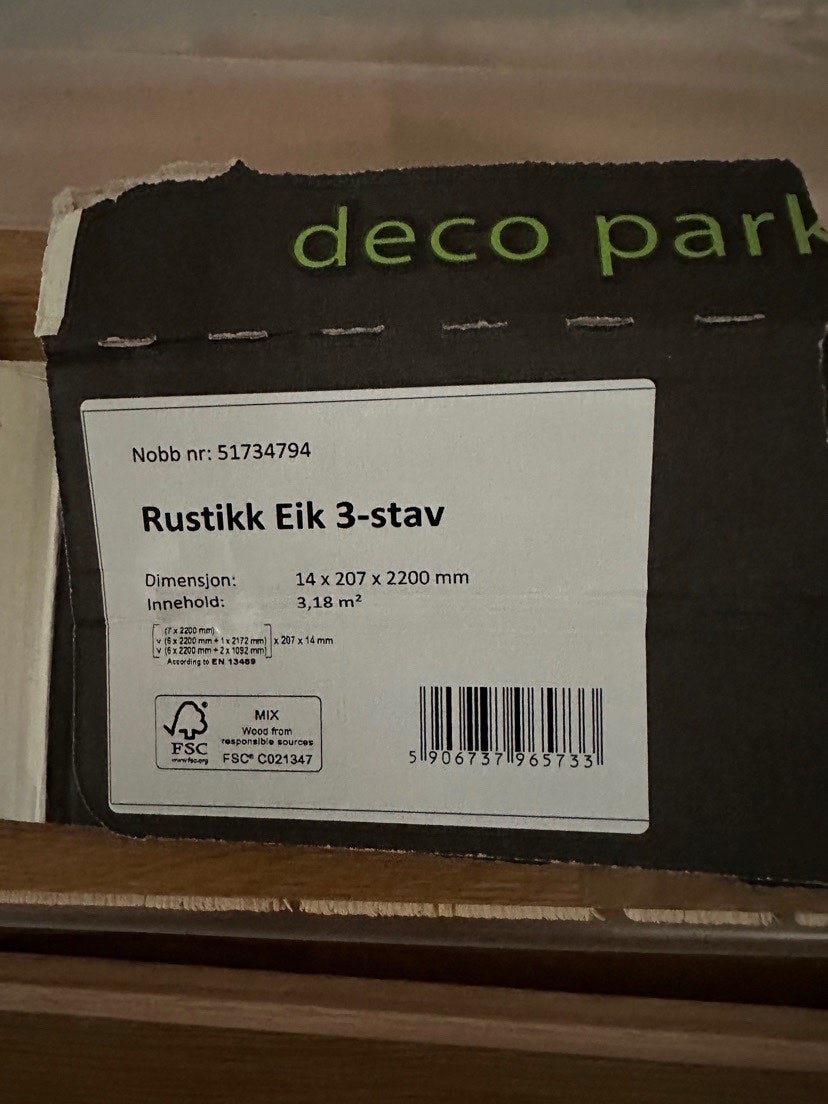 deco park
Nobb nr: 51734794
Rustikk Eik 3-stav
Dimensjon: 14 x 207 x 2200 mm
Innehold: 3,18 m²
(7 x 2200 mm)
v (6 x 2200 mm + 1 x 2172 mm) x 207 x 14 mm
v (6 x 2200 mm + 2 x 1092 mm)
According to EN 13489
MIX
Wood from
responsible sources
FSC
www.fsc.org
FSC® C021347
5 906737 965733